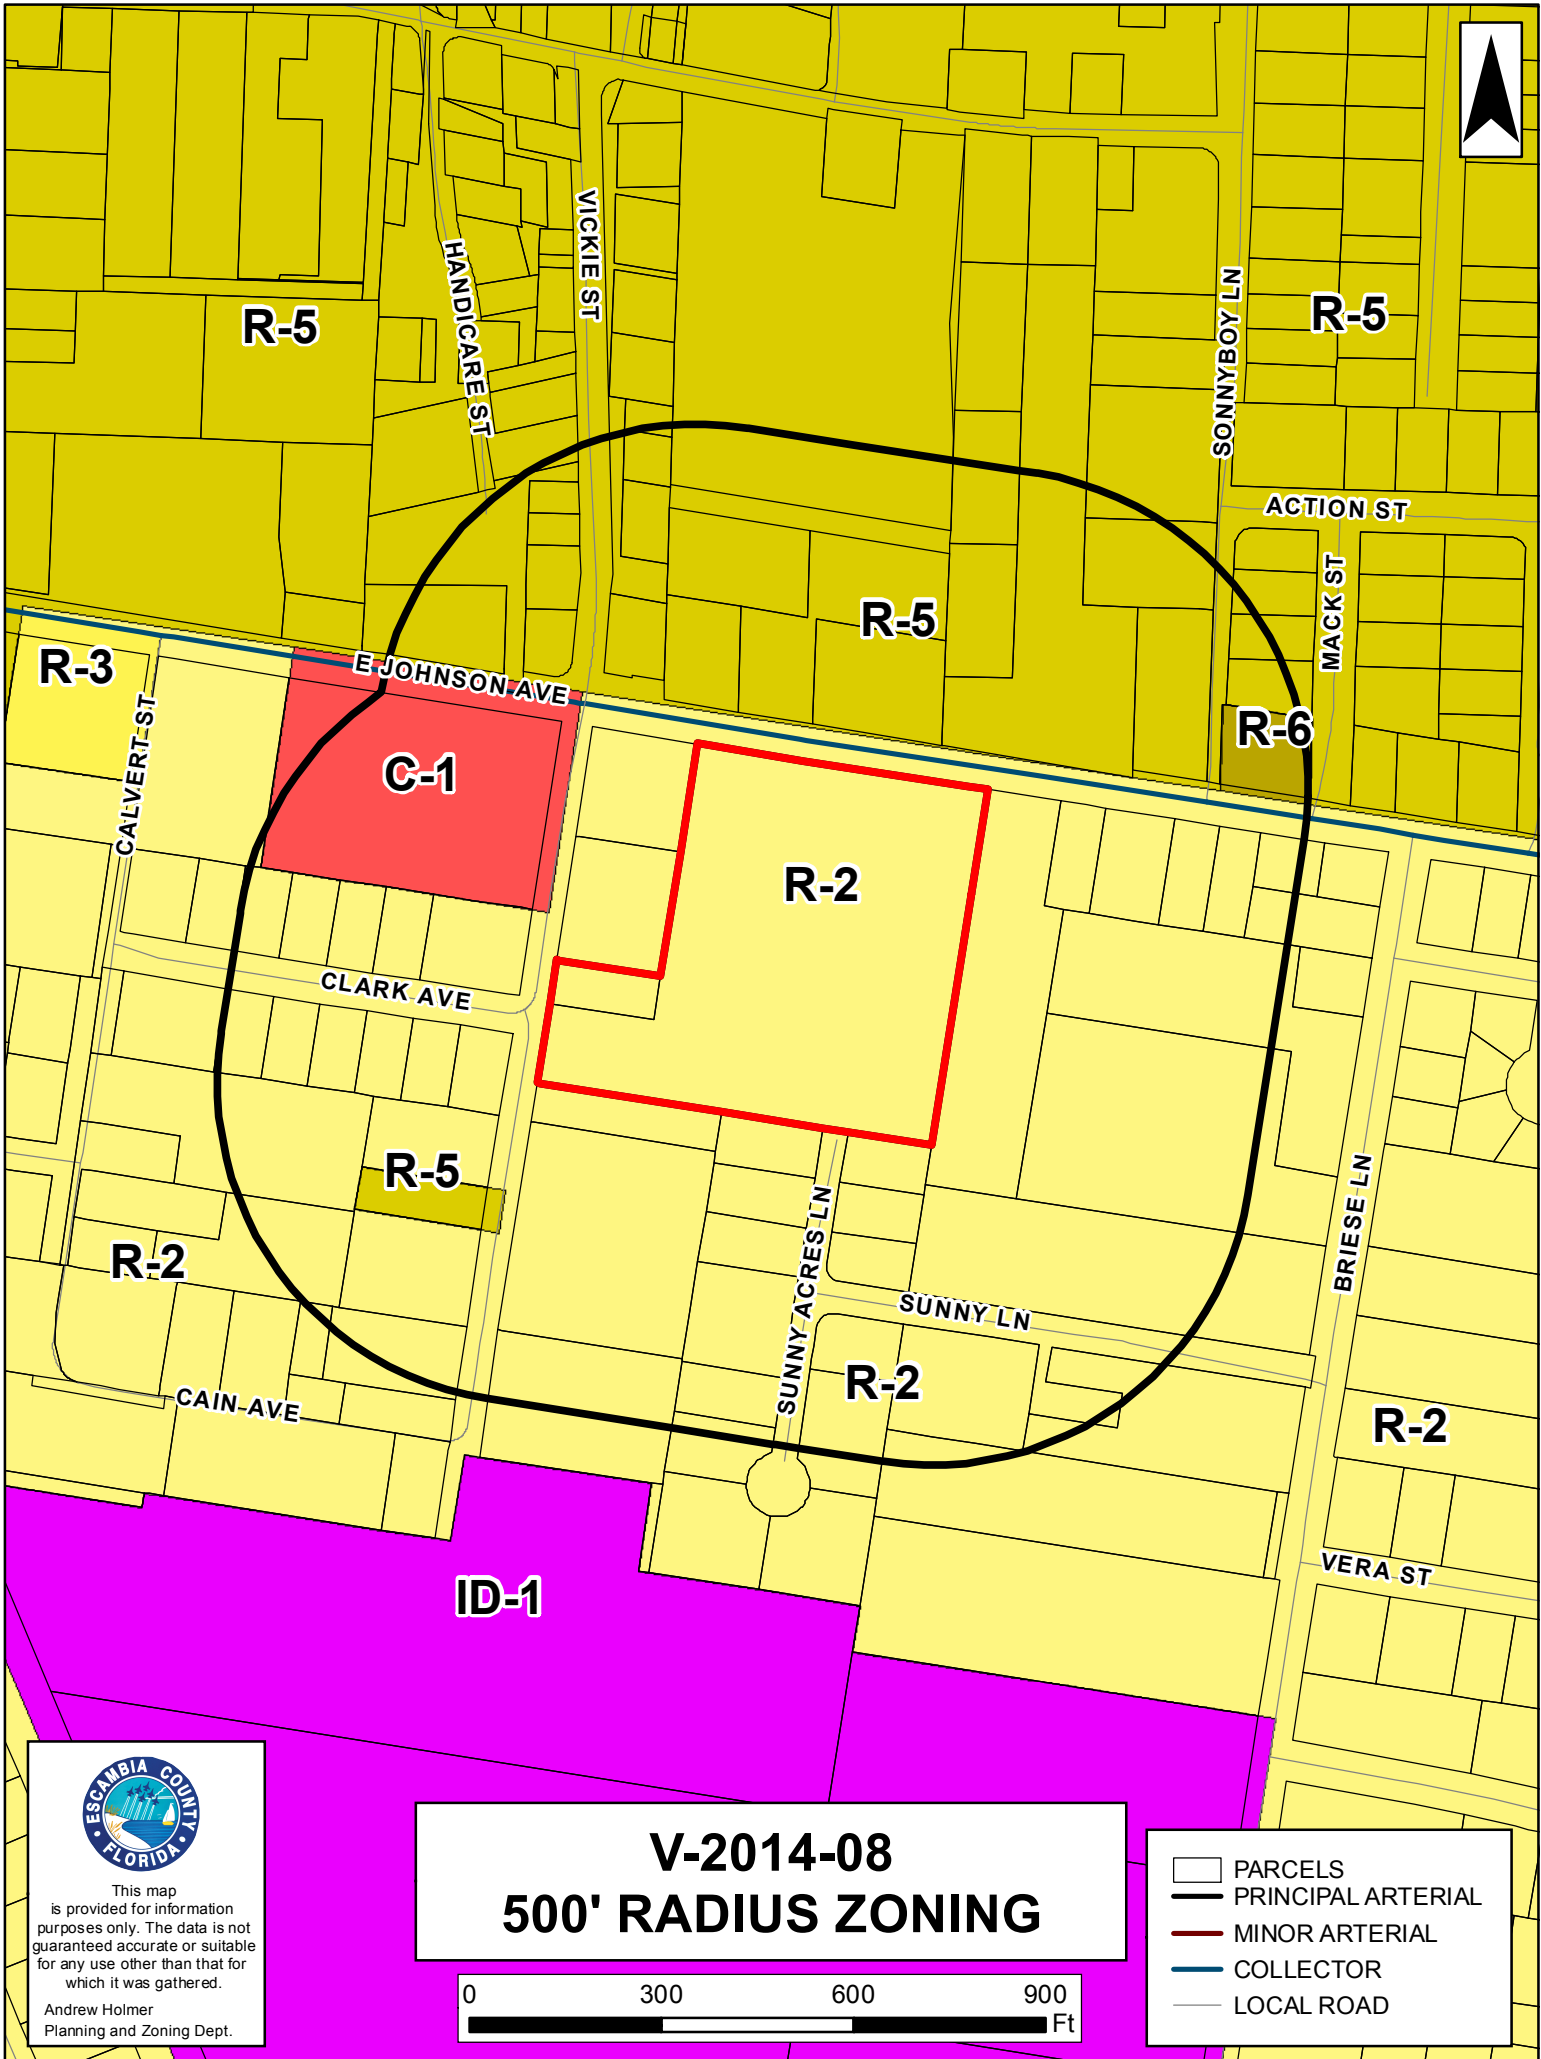 VICKIE ST
HANDICARE ST
SONNYBOY LN
R-5
R-5
ACTION ST
MACK ST
R-5
R-3
E JOHNSON AVE
CALVERT ST
R-6
C-1
R-2
CLARK AVE
R-5
BRIESE LN
SUNNY ACRES LN
R-2
SUNNY LN
R-2
CAIN AVE
R-2
VERA ST
ID-1
ESCAMBIA COUNTY
FLORIDA
This map
is provided for information
purposes only. The data is not
guaranteed accurate or suitable
for any use other than that for
which it was gathered.
Andrew Holmer
Planning and Zoning Dept.
V-2014-08
500' RADIUS ZONING
0 300 600 900
Ft
PARCELS
PRINCIPAL ARTERIAL
MINOR ARTERIAL
COLLECTOR
LOCAL ROAD